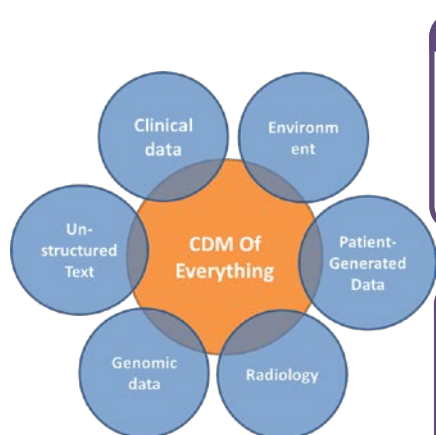 Clinical
data
Environm
ent
Un-
structured
Text
CDM Of
Everything
Patient-
Generated
Data
Genomic
data
Radiology